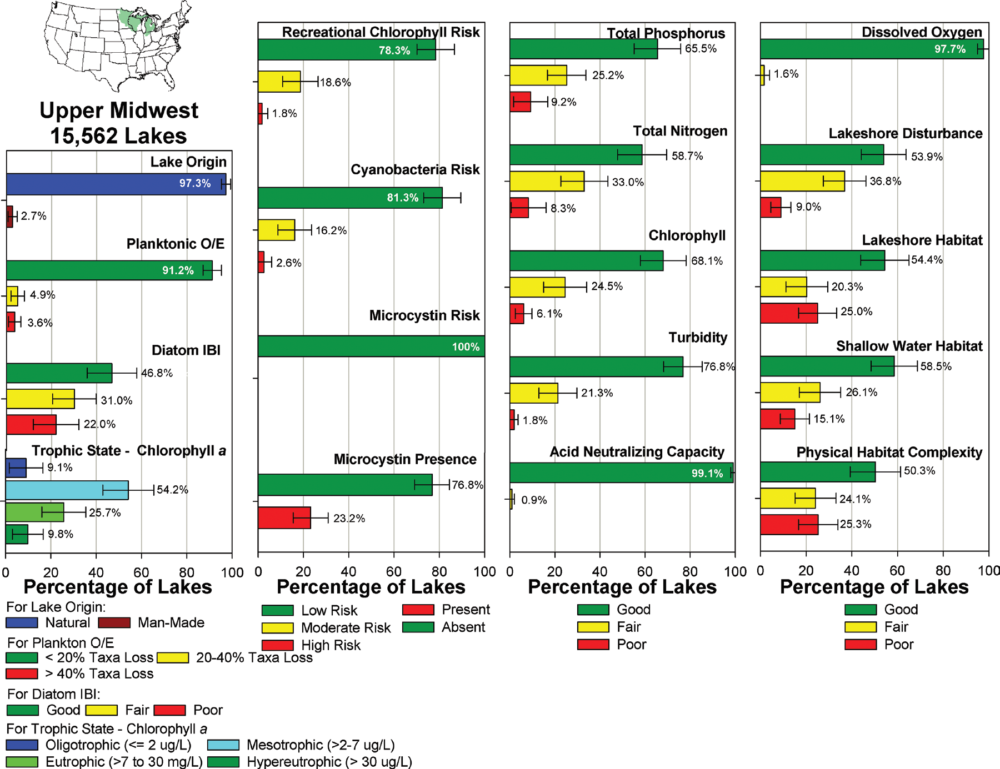 Upper Midwest
15,562 Lakes
Lake Origin
97.3%
2.7%
Planktonic O/E
91.2%
4.9%
3.6%
Diatom IBI
46.8%
31.0%
22.0%
Trophic State - Chlorophyll a
9.1%
54.2%
25.7%
9.8%
0 20 40 60 80 100
Percentage of Lakes
For Lake Origin:
Natural Man-Made
For Plankton O/E
< 20% Taxa Loss 20-40% Taxa Loss
> 40% Taxa Loss
For Diatom IBI:
Good Fair Poor
For Trophic State - Chlorophyll a
Oligotrophic (<= 2 ug/L) Mesotrophic (>2-7 ug/L)
Eutrophic (>7 to 30 mg/L) Hypereutrophic (> 30 ug/L)
Recreational Chlorophyll Risk
78.3%
18.6%
1.8%
Cyanobacteria Risk
81.3%
16.2%
2.6%
Microcystin Risk
100%
Microcystin Presence
76.8%
23.2%
0 20 40 60 80 100
Percentage of Lakes
Low Risk Present
Moderate Risk Absent
High Risk
Total Phosphorus
65.5%
25.2%
9.2%
Total Nitrogen
58.7%
33.0%
8.3%
Chlorophyll
68.1%
24.5%
6.1%
Turbidity
76.8%
21.3%
1.8%
Acid Neutralizing Capacity
99.1%
0.9%
0 20 40 60 80 100
Percentage of Lakes
Good
Fair
Poor
Dissolved Oxygen
97.7%
1.6%
Lakeshore Disturbance
53.9%
36.8%
9.0%
Lakeshore Habitat
54.4%
20.3%
25.0%
Shallow Water Habitat
58.5%
26.1%
15.1%
Physical Habitat Complexity
50.3%
24.1%
25.3%
0 20 40 60 80 100
Percentage of Lakes
Good
Fair
Poor